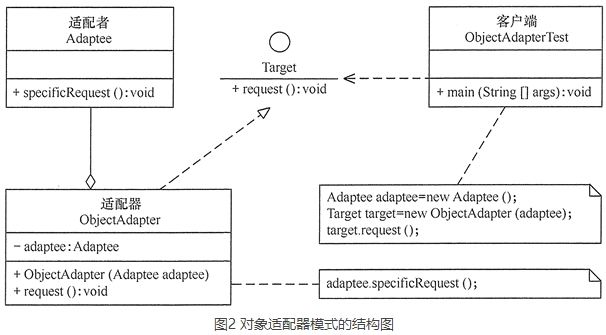 适配者
Adaptee
+ specificRequest ():void
Target
+ request ():void
客户端
ObjectAdapterTest
+ main (String [] args):void
适配器
ObjectAdapter
− adaptee:Adaptee
+ ObjectAdapter (Adaptee adaptee)
+ request ():void
Adaptee adaptee=new Adaptee ();
Target target=new ObjectAdapter (adaptee);
target.request ();
adaptee.specificRequest ();
图2 对象适配器模式的结构图